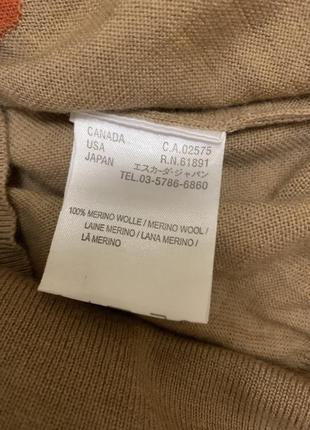 CANADA C.A.02575
USA R.N.61891
JAPAN エスカーダ・ジャパン
TEL.03-5786-6860
100% MERINO WOLLE / MERINO WOOL /
LAINE MERINO / LANA MERINO /
LÃ MERINO